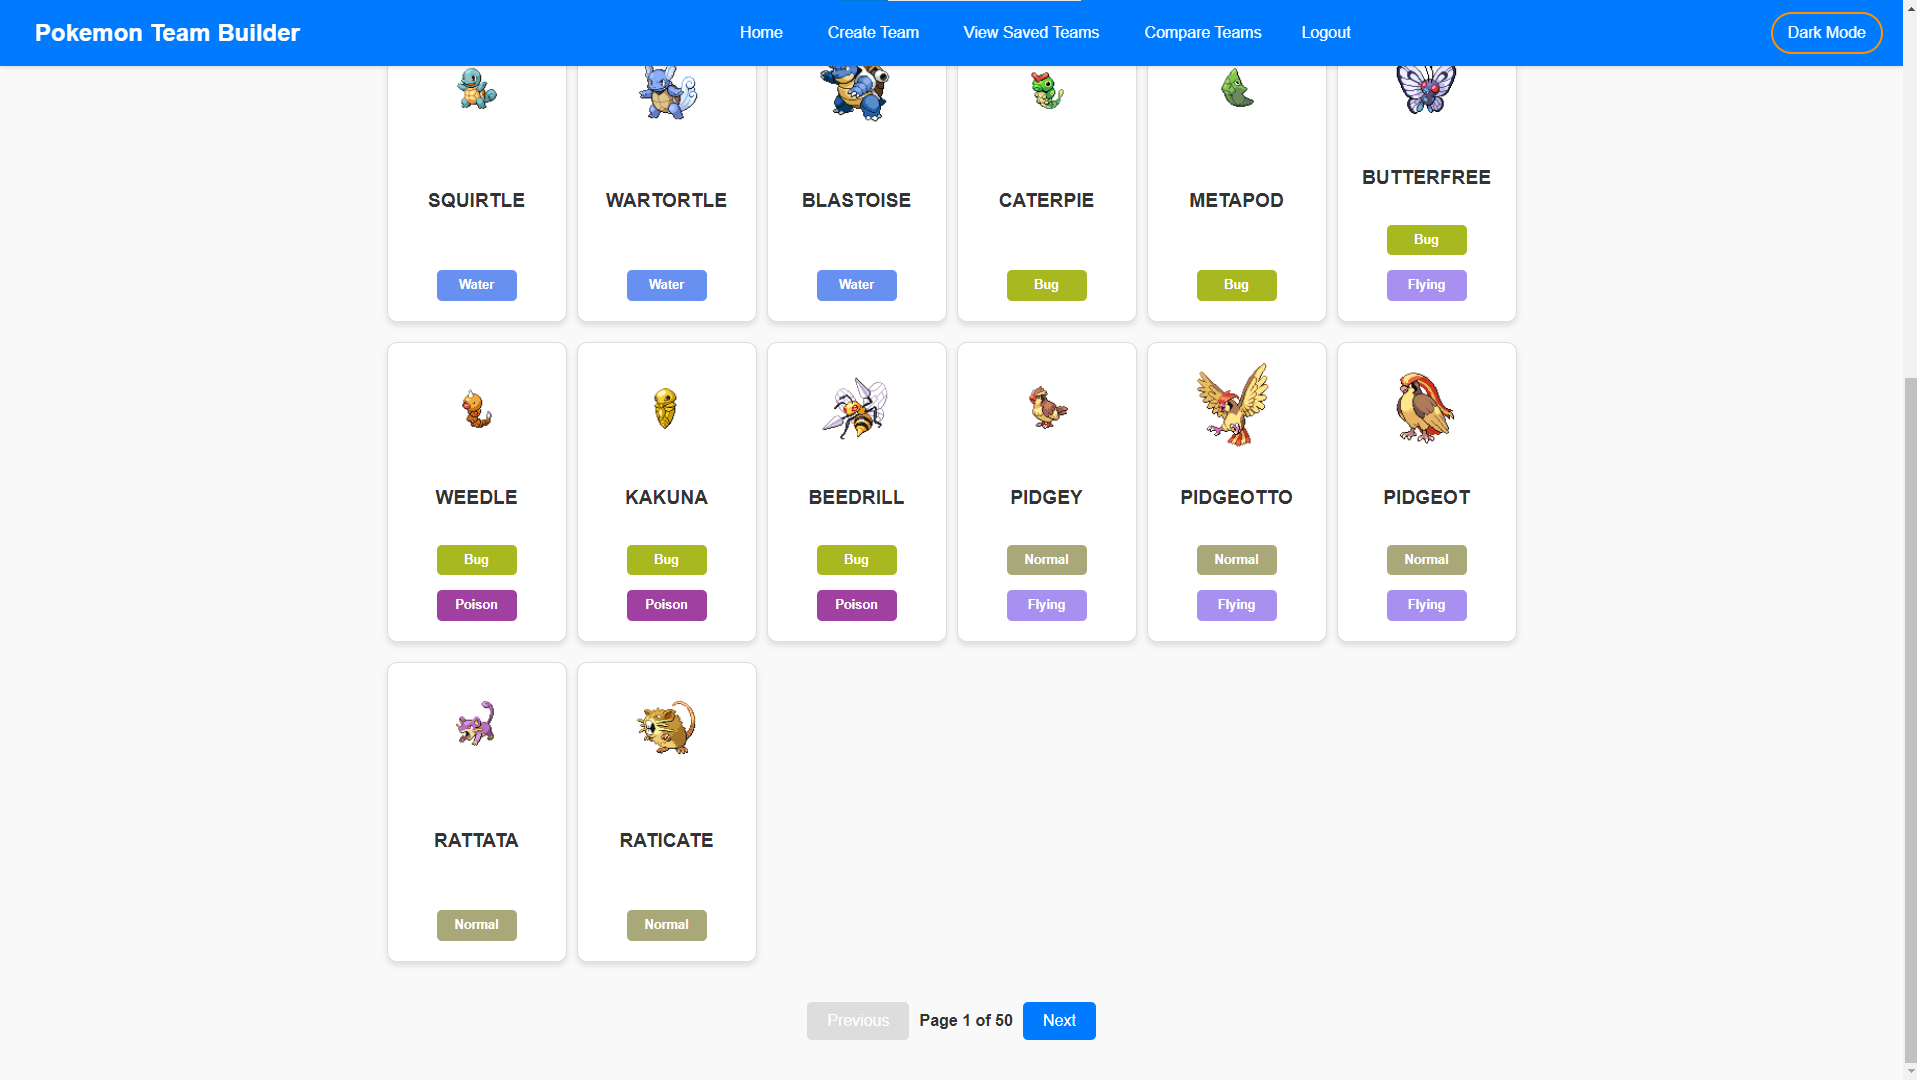 Pokemon Team Builder
Home
Create Team
View Saved Teams
Compare Teams
Logout
Dark Mode
SQUIRTLE
Water
WARTORTLE
Water
BLASTOISE
Water
CATERPIE
Bug
METAPOD
Bug
BUTTERFREE
Bug
Flying
WEEDLE
Bug
Poison
KAKUNA
Bug
Poison
BEEDRILL
Bug
Poison
PIDGEY
Normal
Flying
PIDGEOTTO
Normal
Flying
PIDGEOT
Normal
Flying
RATTATA
Normal
RATICATE
Normal
Previous
Page 1 of 50
Next